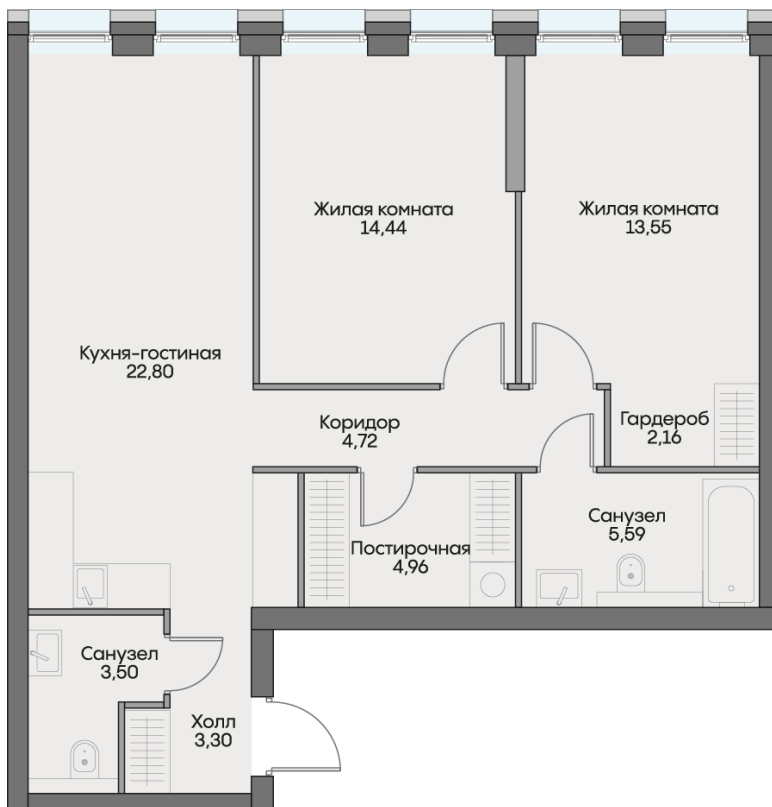 Жилая комната
14,44
Жилая комната
13,55
Кухня-гостиная
22,80
Коридор
4,72
Гардероб
2,16
Санузел
5,59
Постирочная
4,96
Санузел
3,50
Холл
3,30